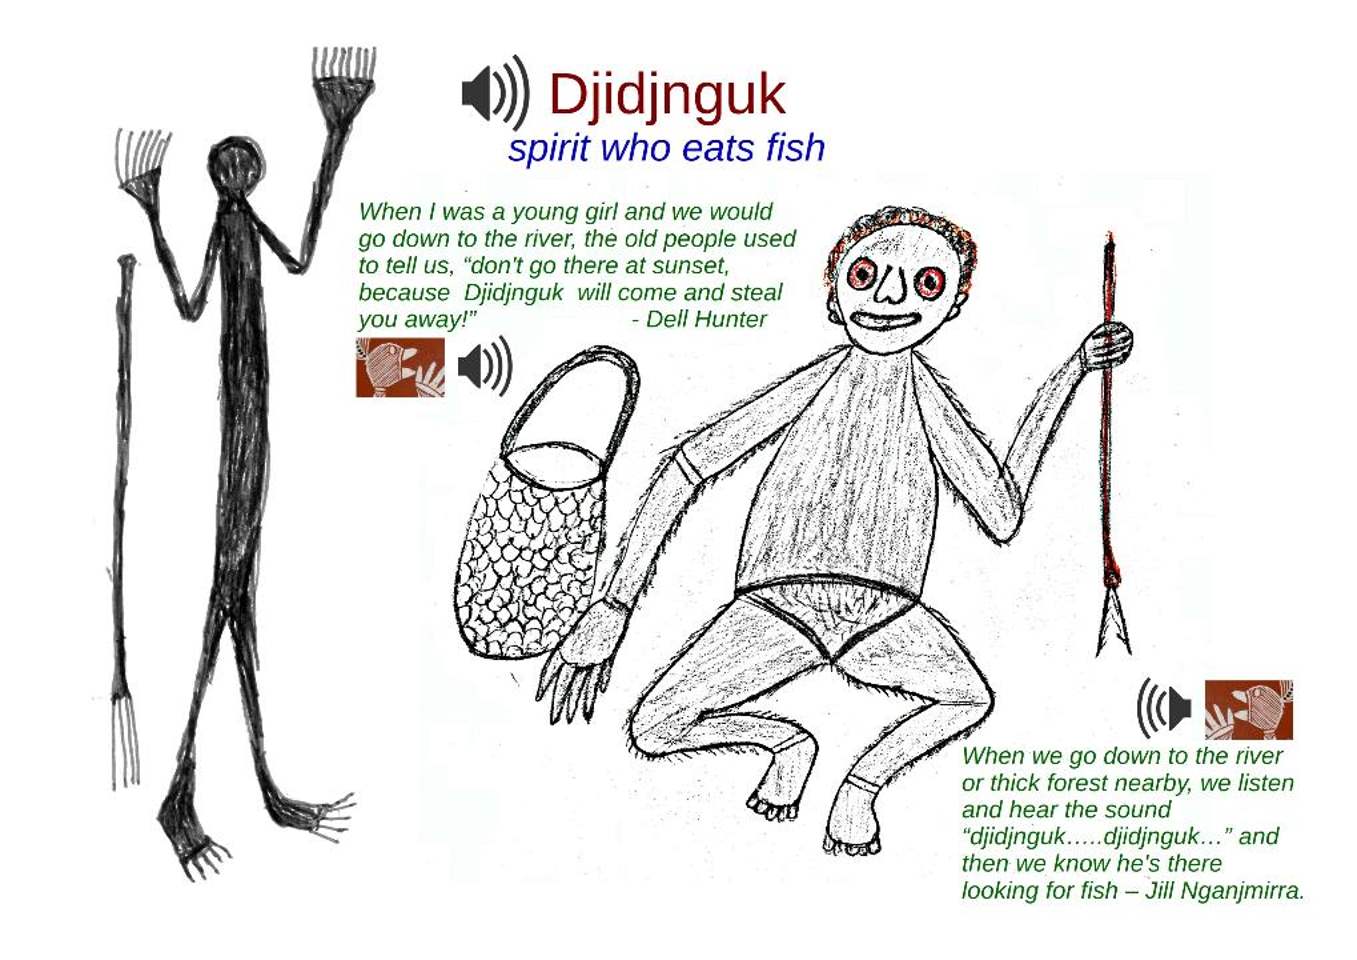 Djidjnguk
spirit who eats fish
When I was a young girl and we would
go down to the river, the old people used
to tell us, “don't go there at sunset,
because Djidjnguk will come and steal
you away!” - Dell Hunter
When we go down to the river
or thick forest nearby, we listen
and hear the sound
“djidjnguk…..djidjnguk…” and
then we know he's there
looking for fish – Jill Nganjmirra.